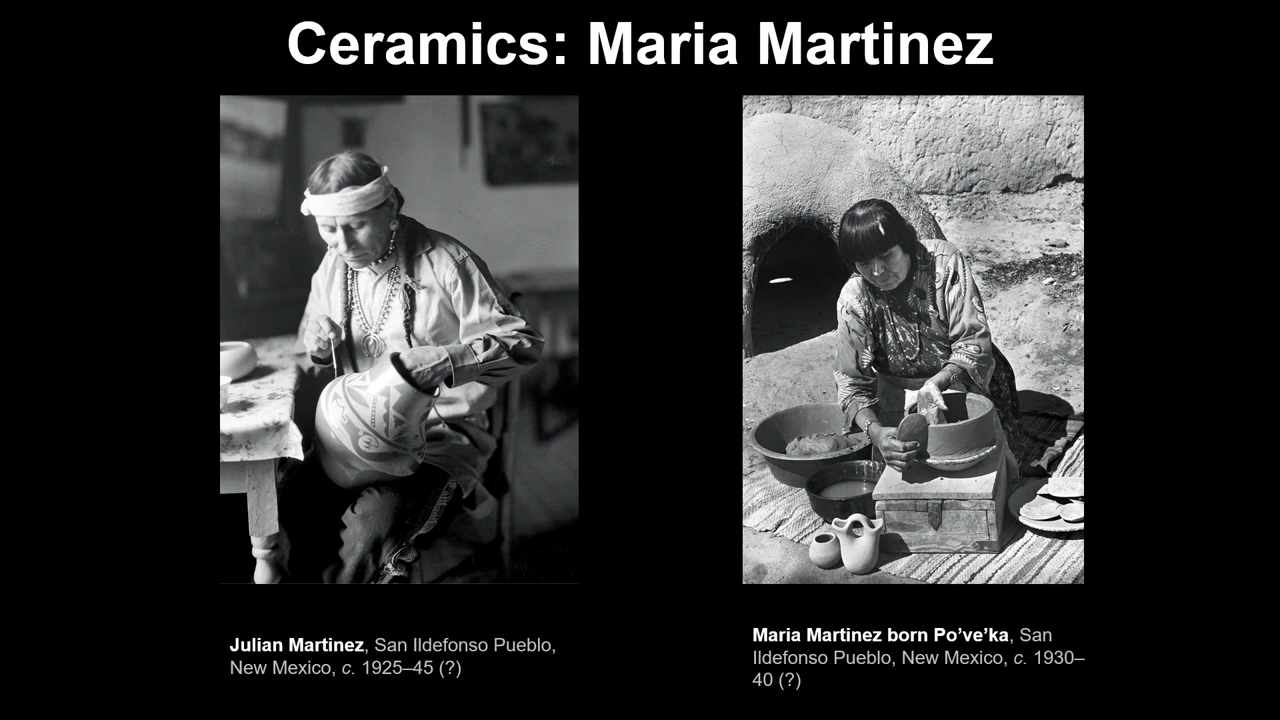 Ceramics: Maria Martinez
Julian Martinez, San Ildefonso Pueblo,
New Mexico, c. 1925–45 (?)
Maria Martinez born Po’ve’ka, San
Ildefonso Pueblo, New Mexico, c. 1930–
40 (?)